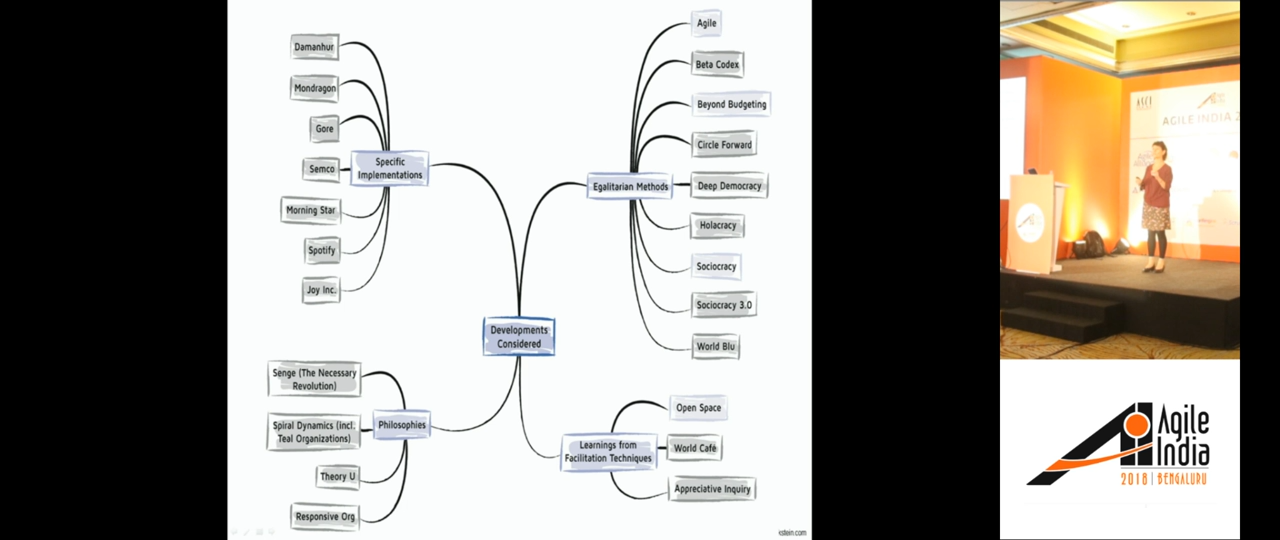 Damanhur
Mondragon
Gore
Semco
Morning Star
Spotify
Joy Inc.
Specific
Implementations
Agile
Beta Codex
Beyond Budgeting
Circle Forward
Deep Democracy
Holacracy
Sociocracy
Sociocracy 3.0
World Blu
Egalitarian Methods
Developments
Considered
Senge (The Necessary
Revolution)
Spiral Dynamics (incl.
Teal Organizations)
Theory U
Responsive Org
Philosophies
Learnings from
Facilitation Techniques
Open Space
World Café
Appreciative Inquiry
kstein.com
ASCI
AGILE INDIA 2
Agile
India
2018 | BENGALURU